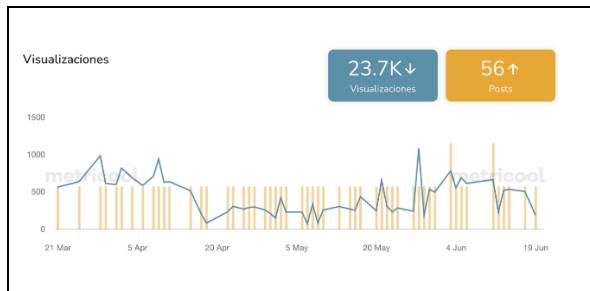 Visualizaciones
23.7K↓
Visualizaciones
56↑
Posts
1500
1000
metricool
metricool
500
0
21 Mar
5 Apr
20 Apr
5 May
20 May
4 Jun
19 Jun